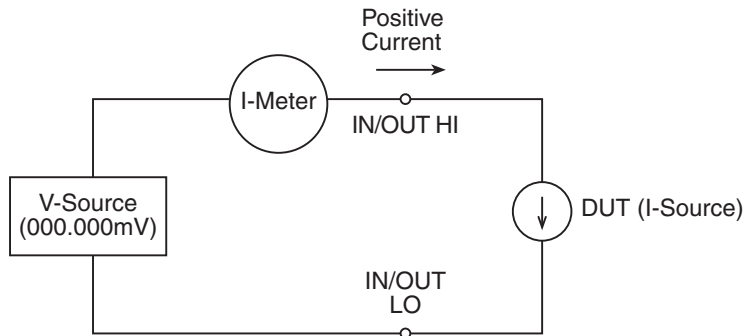 Positive
Current
I-Meter
IN/OUT HI
V-Source
(000.000mV)
DUT (I-Source)
IN/OUT
LO